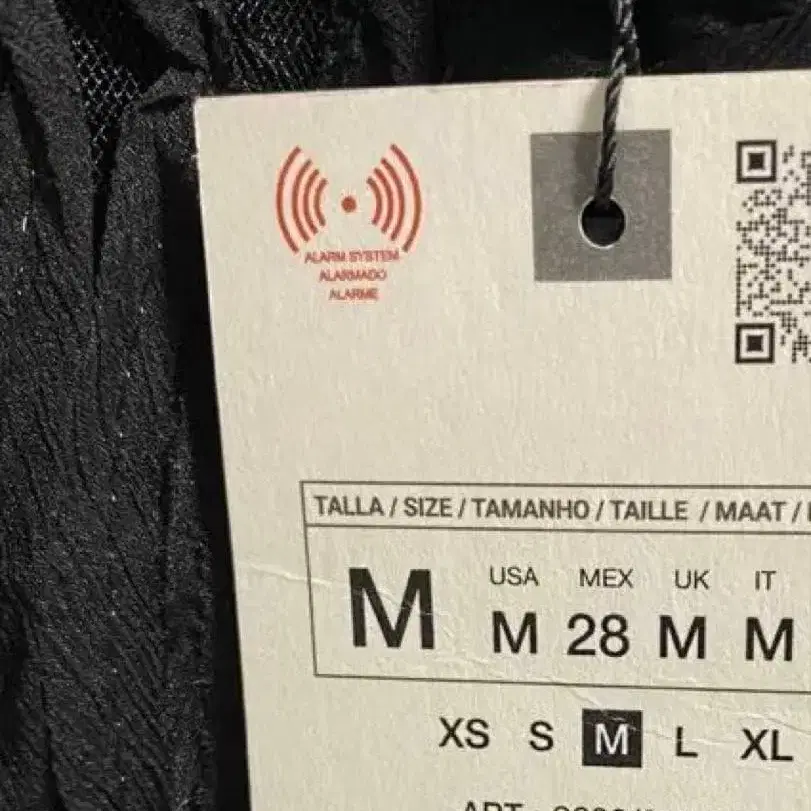 ALARM SYSTEM
ALARMADO
ALARME
TALLA / SIZE / TAMANHO / TAILLE / MAAT /
M
USA MEX UK IT
M 28 M M
XS S M L XL